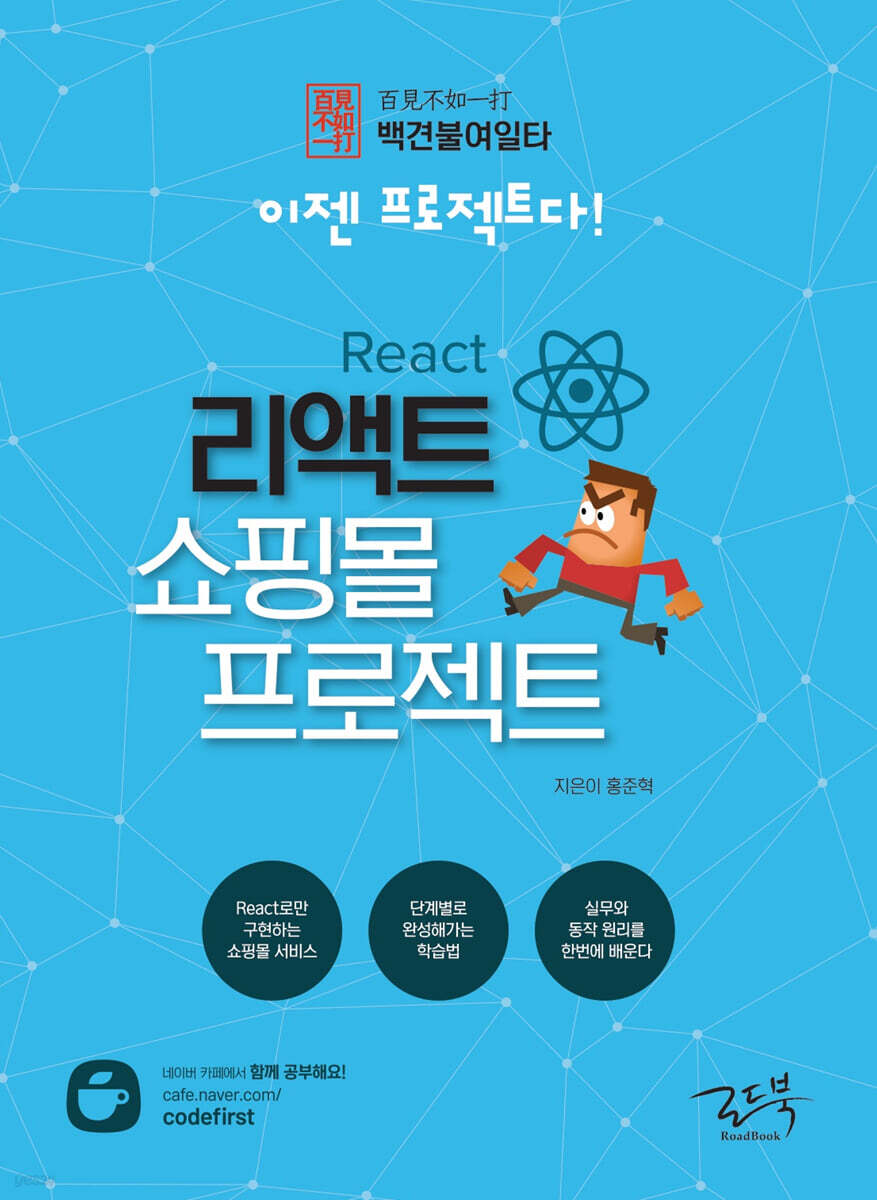 百見
不如
一打
百見不如一打
백견불여일타
이젠 프로젝트다!
React
리액트
쇼핑몰
프로젝트
지은이 홍준혁
React로만
구현하는
쇼핑몰 서비스
단계별로
완성해가는
학습법
실무와
동작 원리를
한번에 배운다
네이버 카페에서 함께 공부해요!
cafe.naver.com/
codefirst
로드북
RoadBook